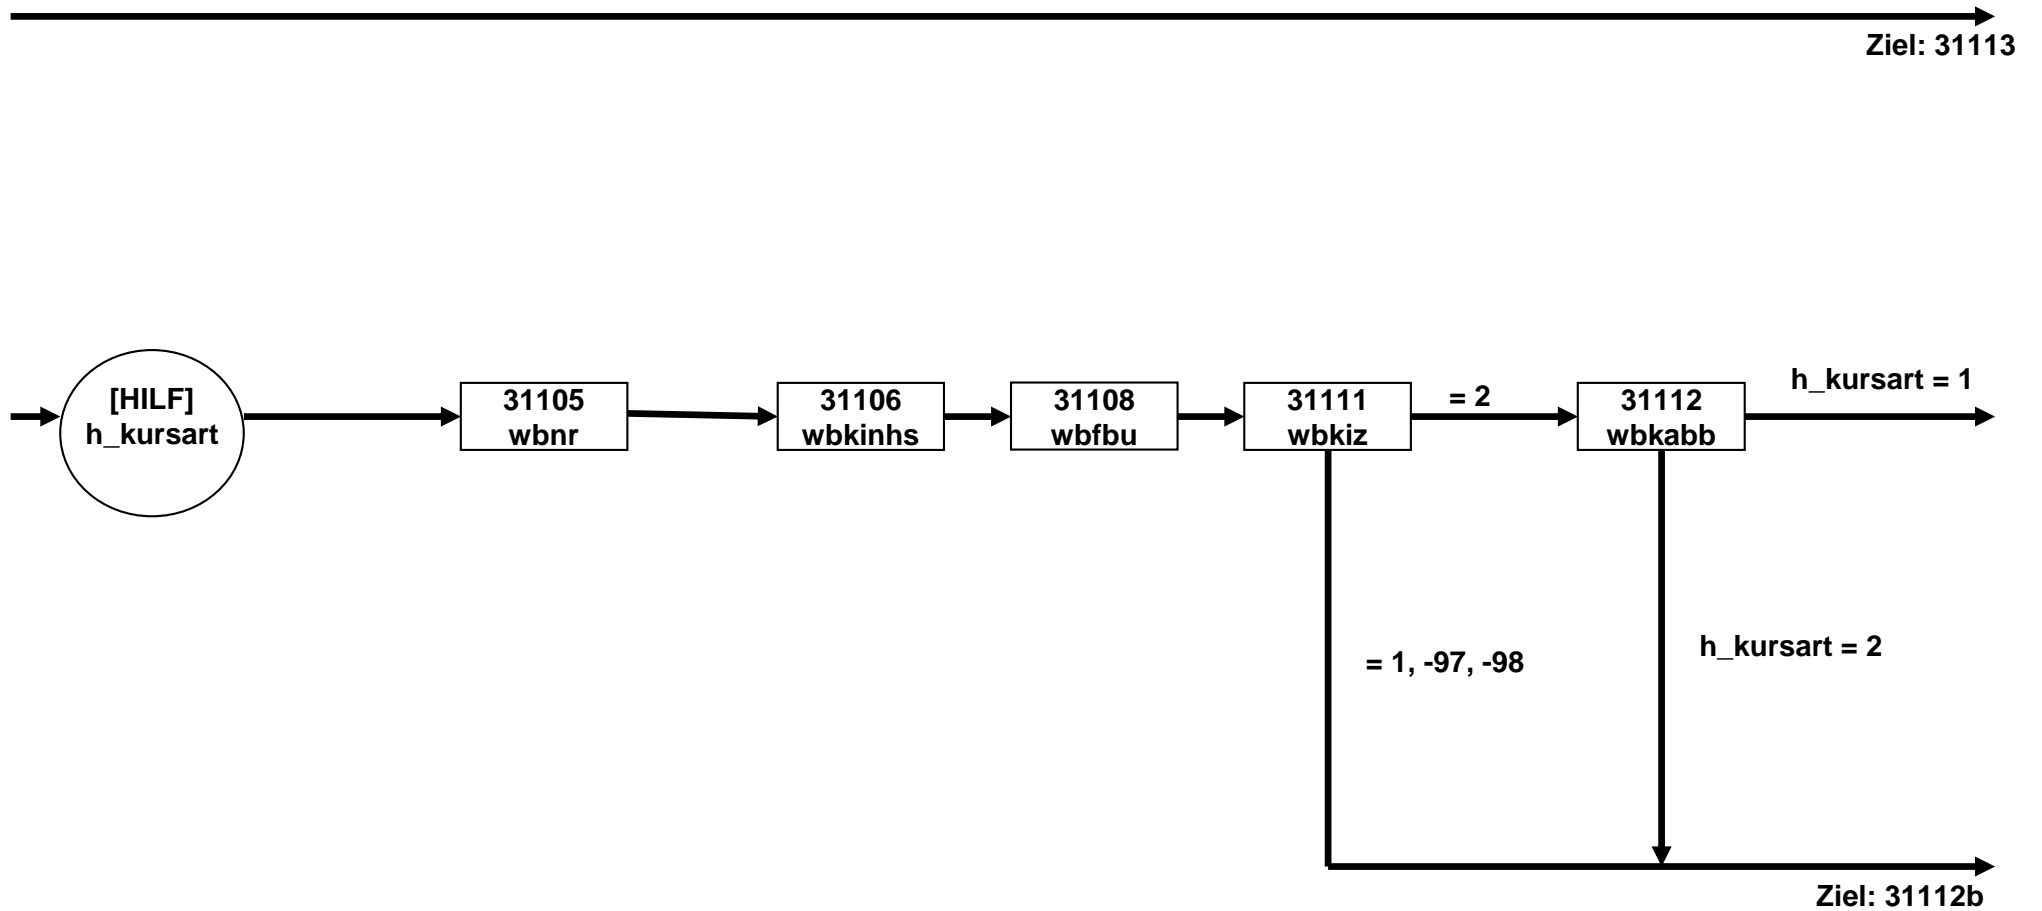 Ziel: 31113
[HILF]
h_kursart
31105
wbnr
31106
wbkinhs
31108
wbfbu
31111
wbkiz
= 2
31112
wbkabb
h_kursart = 1
= 1, -97, -98
h_kursart = 2
Ziel: 31112b